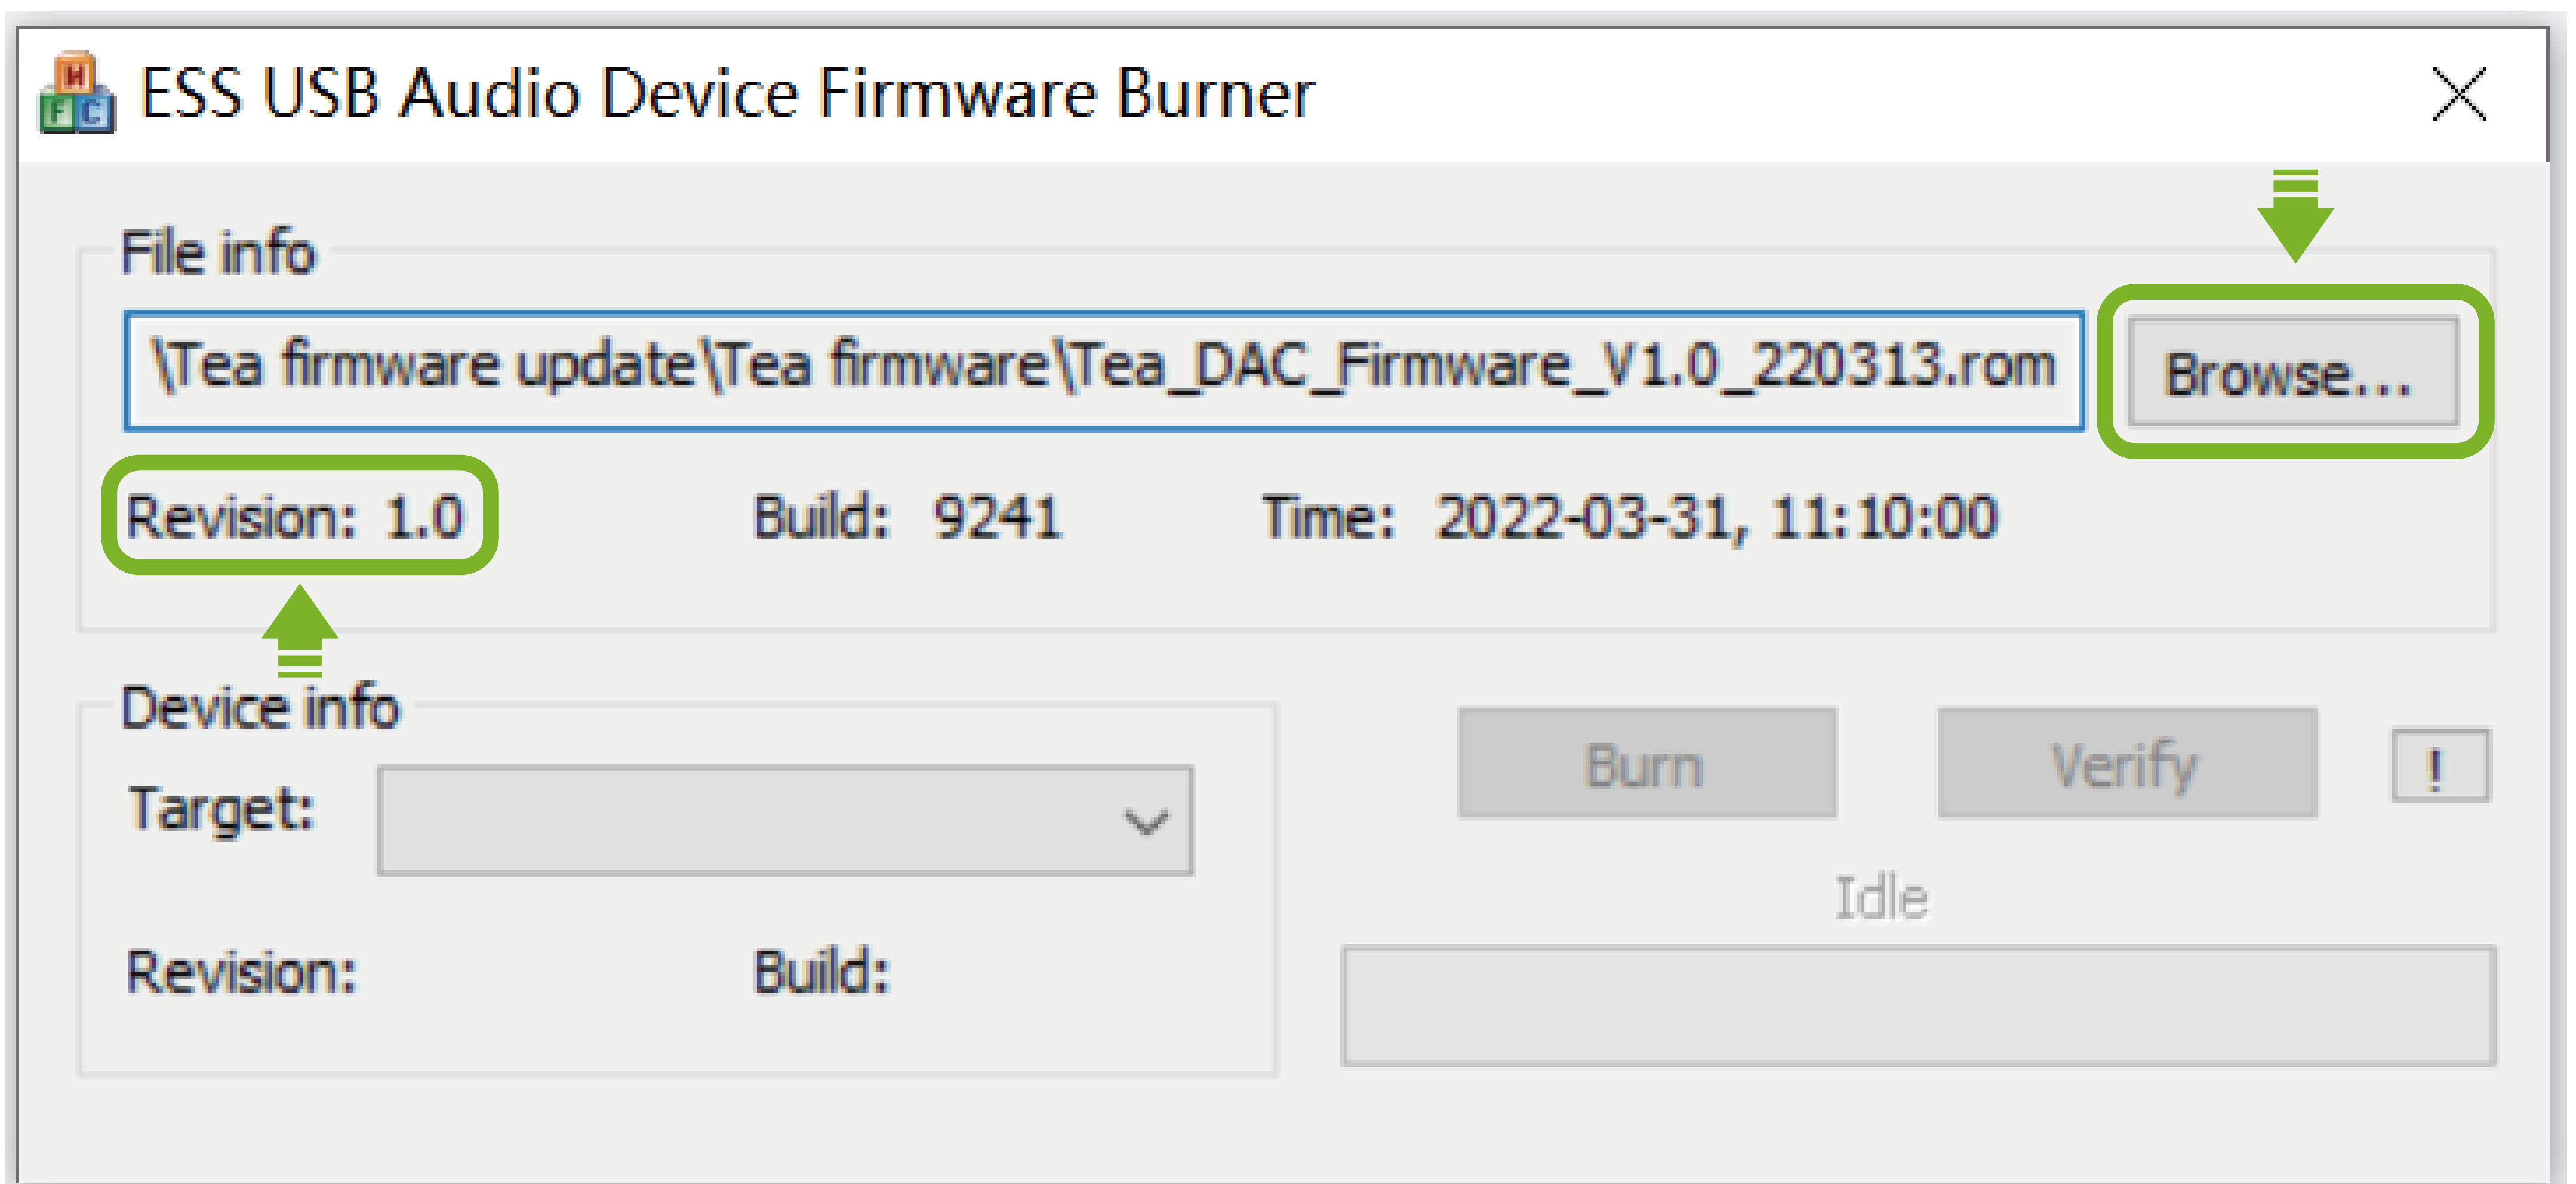 ESS USB Audio Device Firmware Burner
File info
\Tea firmware update\Tea firmware\Tea_DAC_Firmware_V1.0_220313.rom Browse...
Revision: 1.0 Build: 9241 Time: 2022-03-31, 11:10:00
Device info
Burn Verify !
Target:
Idle
Revision: Build: